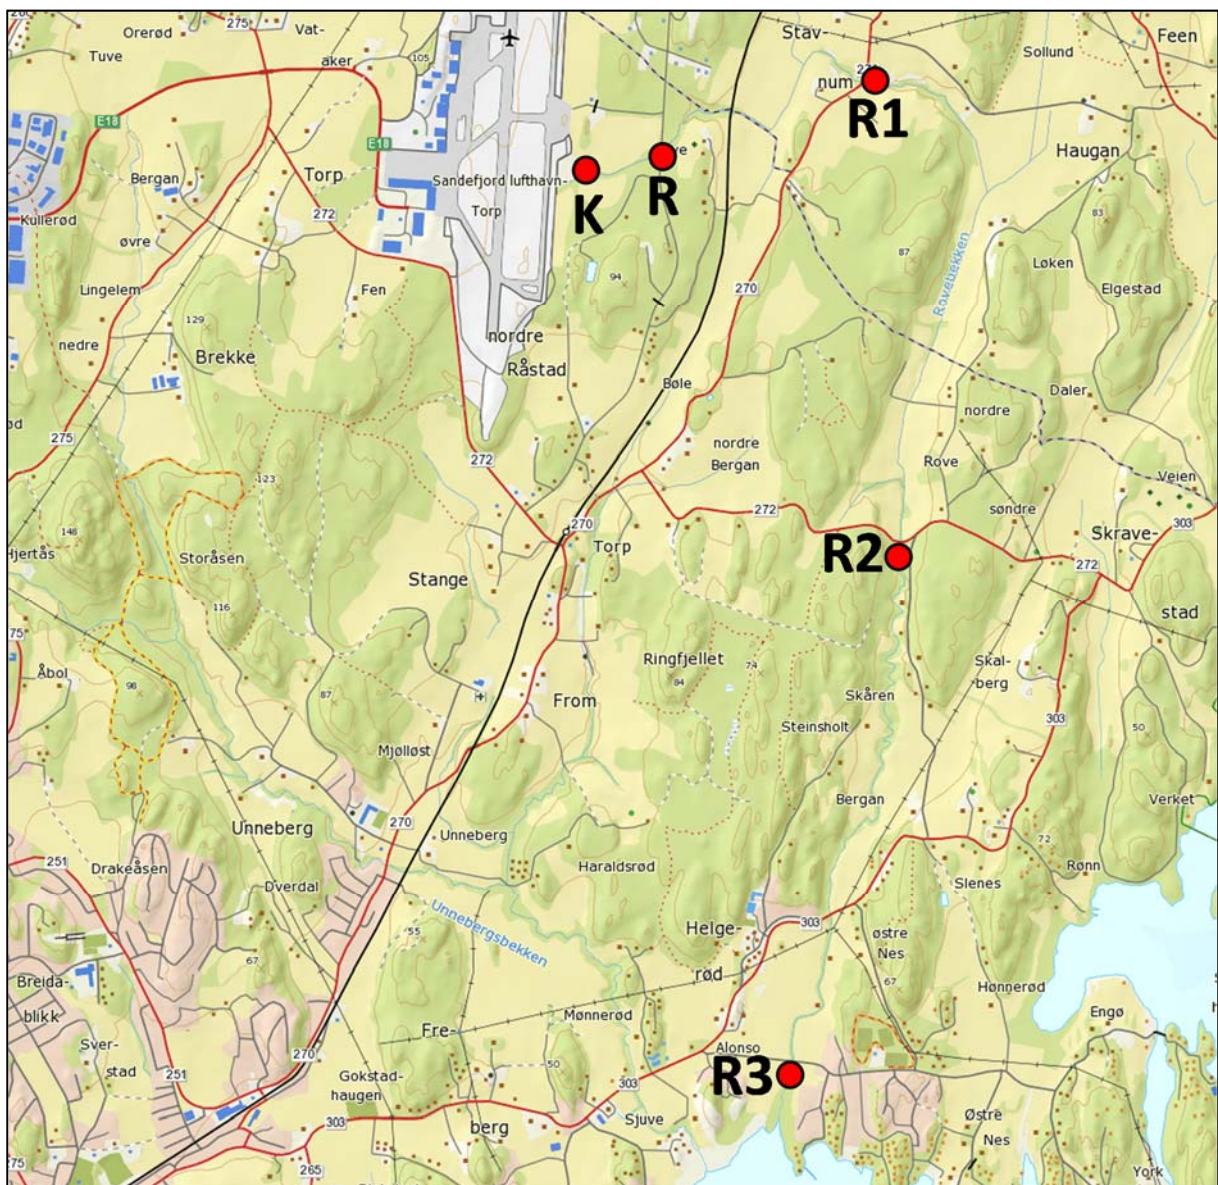 275
Orerød
Vat-
Stav-
Feen
Tuve
aker
105
Sollund
num
R1
E18
E18
Haugan
Bergan
Torp
Sandefjord lufthavn-
Torp
K
R
Kullerød
272
83
øvre
87
Løken
Lingelem
Fen
94
270
Elgestad
Rovebekken
129
nordre
nedre
Brekke
Råstad
Bøle
Daler
nordre
275
nordre
Bergan
272
Rove
123
Veien
148
272
søndre
303
270
Hjertås
Storåsen
Torp
R2
Skrave-
272
Stange
116
stad
75
Ringfjellet
74
Skal-
berg
Åbol
98
84
87
Skåren
From
303
Steinsholt
50
Mjølløst
Bergan
Verket
270
Unneberg
Unneberg
72
251
Drakeåsen
Haraldsrød
Rønn
Dverdal
Slenes
Unnebergsbekken
Helge-
303
55
østre
Nes
67
rød
67
Breida-
blikk
Hønnerød
Mønnerød
Engø
Fre-
Sver-
stad
270
Alonso
R3
50
251
Gokstad-
haugen
303
303
berg
Sjuve
Østre
Nes
275
265
York